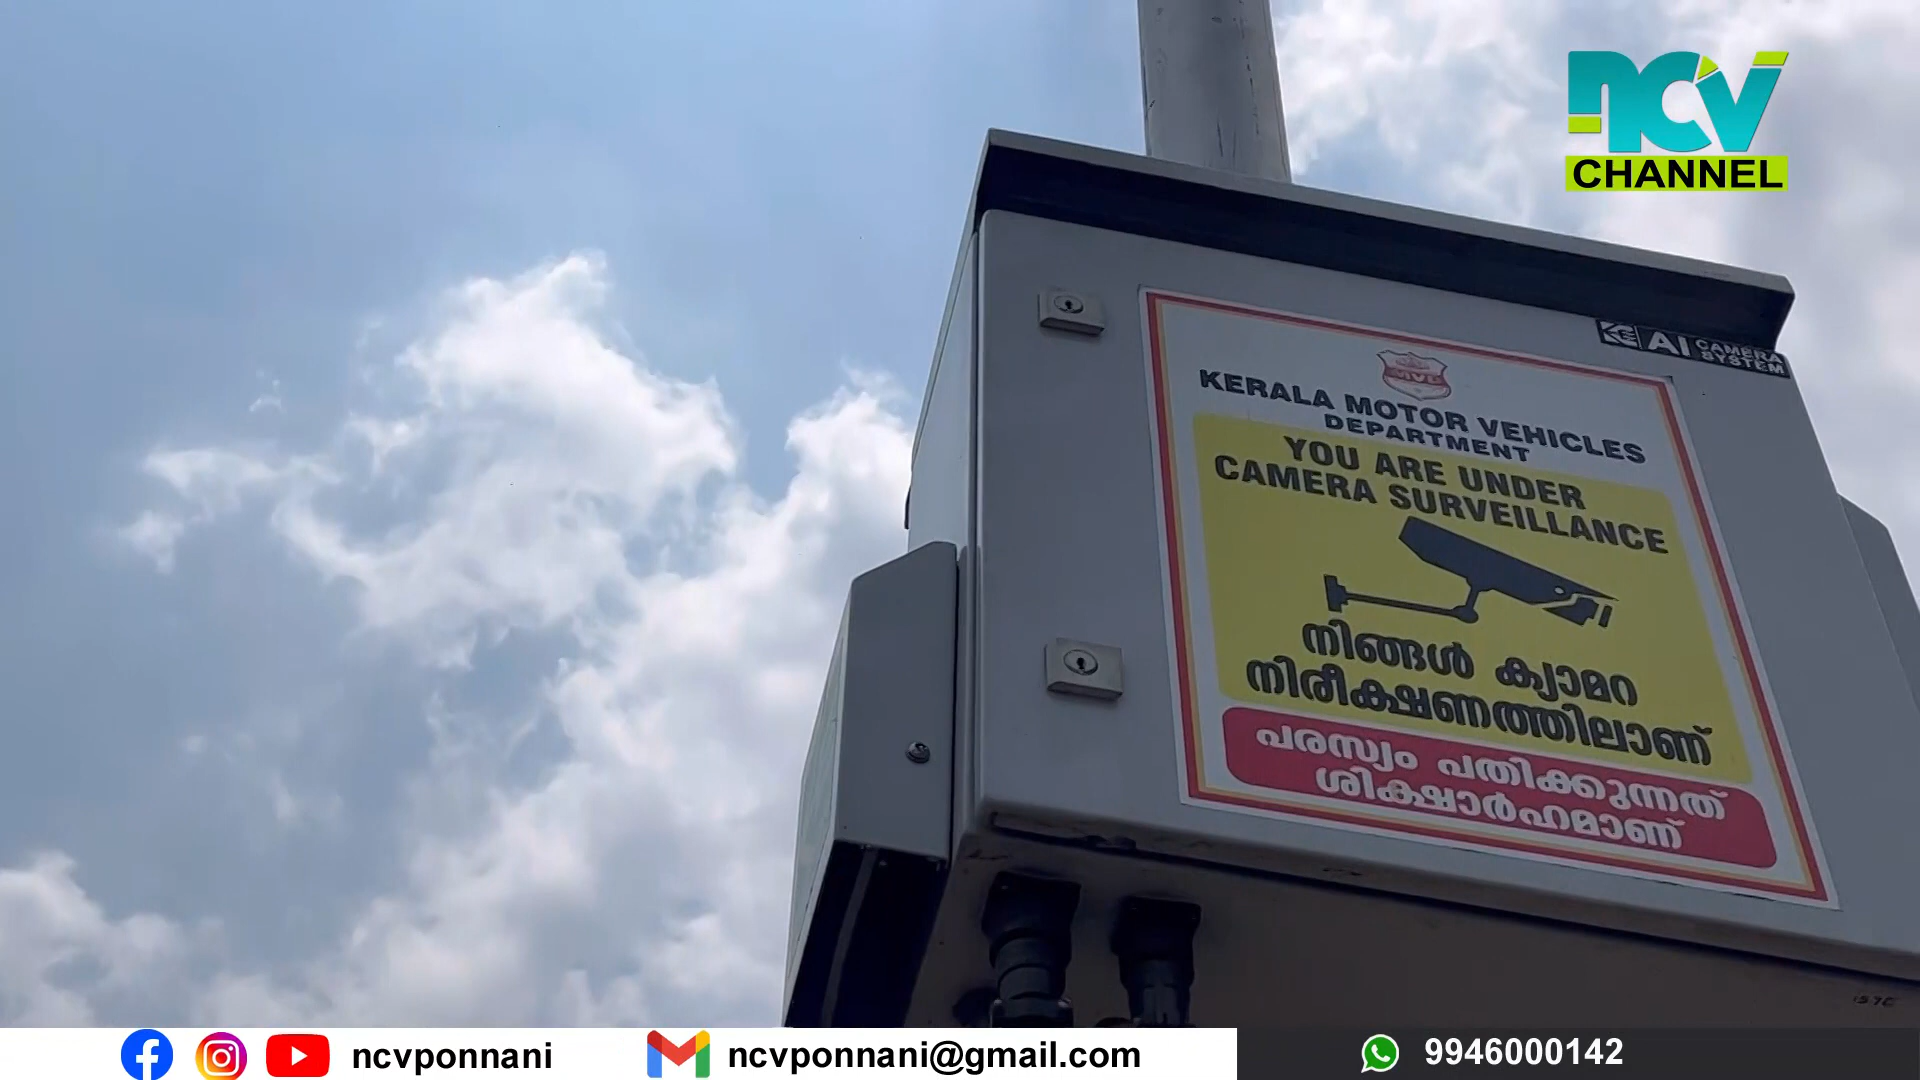 ncv
CHANNEL
AI CAMERA
SYSTEM
MVD
KERALA MOTOR VEHICLES
DEPARTMENT
YOU ARE UNDER
CAMERA SURVEILLANCE
നിങ്ങൾ ക്യാമറ
നിരീക്ഷണത്തിലാണ്
പരസ്യം പതിക്കുന്നത്
ശിക്ഷാർഹമാണ്
ncvponnani
ncvponnani@gmail.com
9946000142